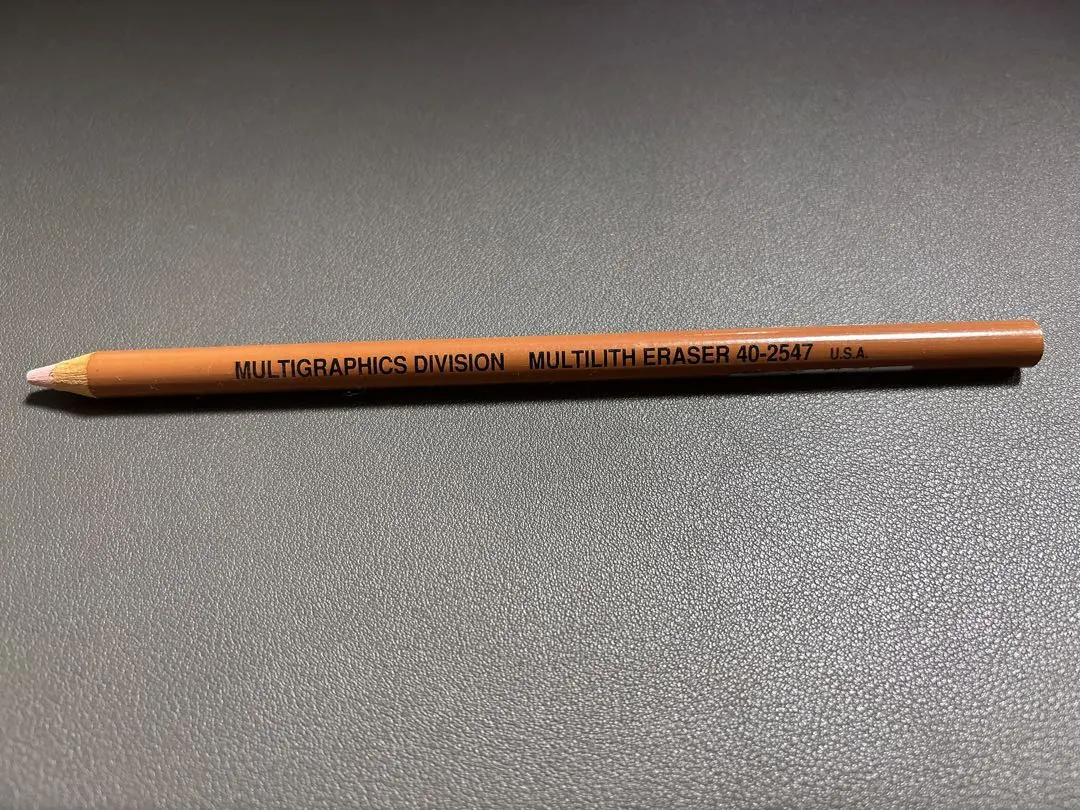 MULTIGRAPHICS DIVISION MULTILITH ERASER 40-2547 U.S.A.